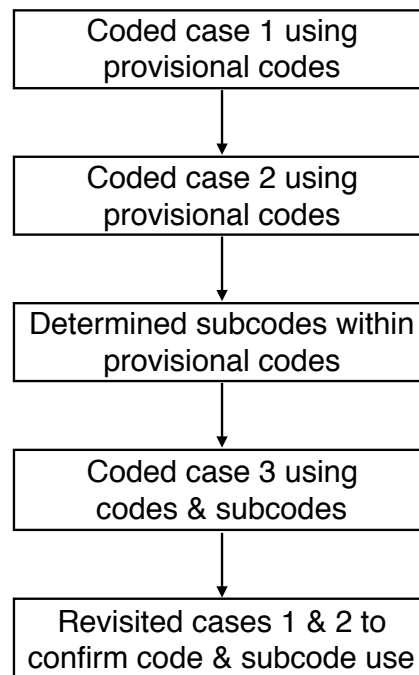 Coded case 1 using
provisional codes
Coded case 2 using
provisional codes
Determined subcodes within
provisional codes
Coded case 3 using
codes & subcodes
Revisited cases 1 & 2 to
confirm code & subcode use